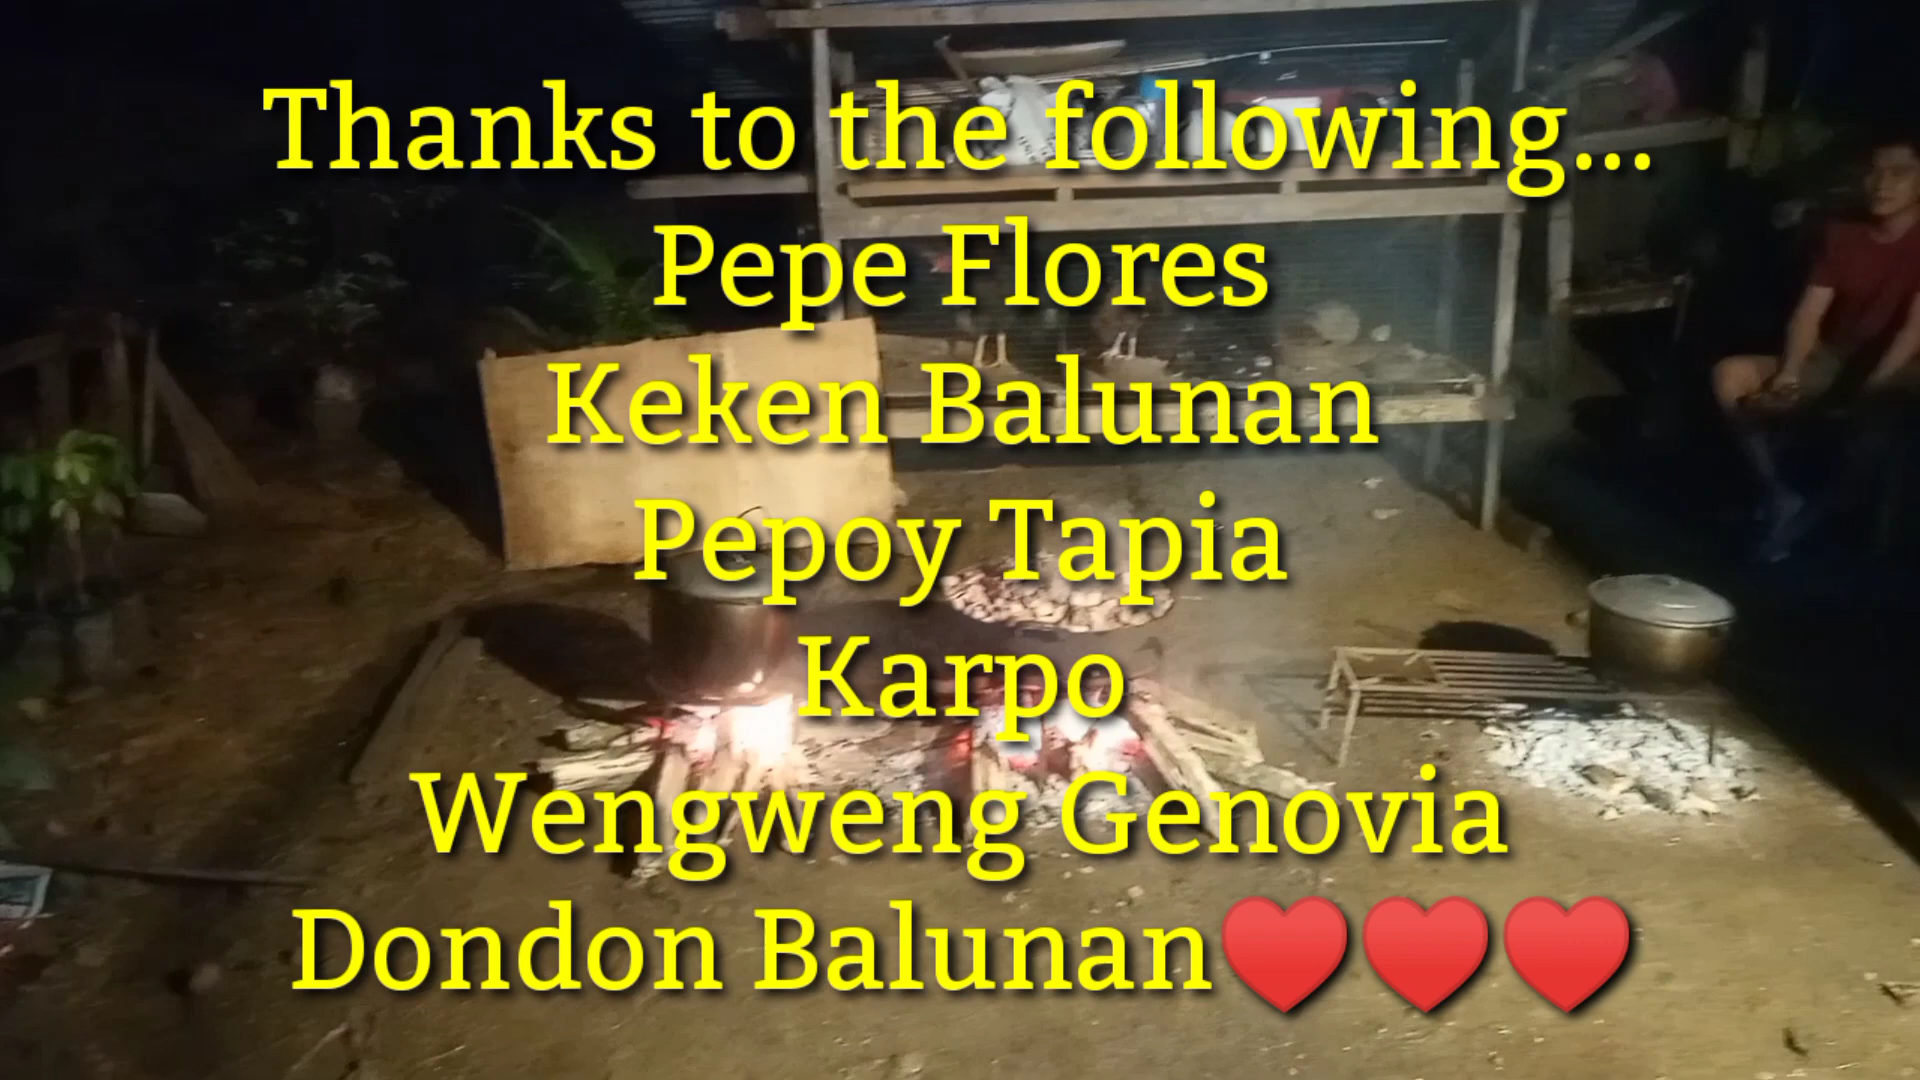 Thanks to the following...
Pepe Flores
Keken Balunan
Pepoy Tapia
Karpo
Wengweng Genovia
Dondon Balunan♥️♥️♥️